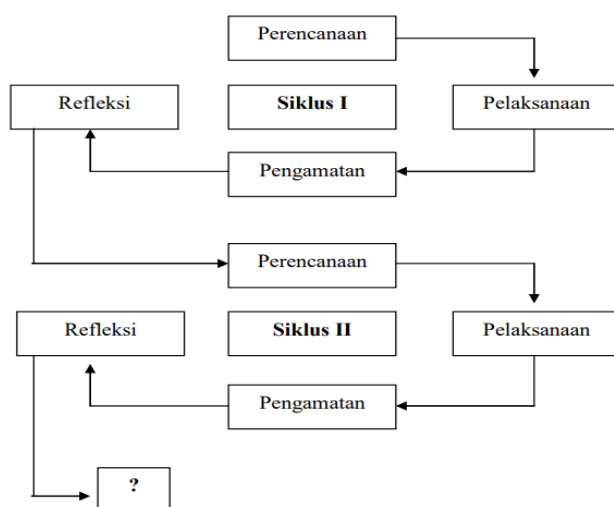 Perencanaan
Refleksi
Siklus I
Pelaksanaan
Pengamatan
Perencanaan
Refleksi
Siklus II
Pelaksanaan
Pengamatan
?